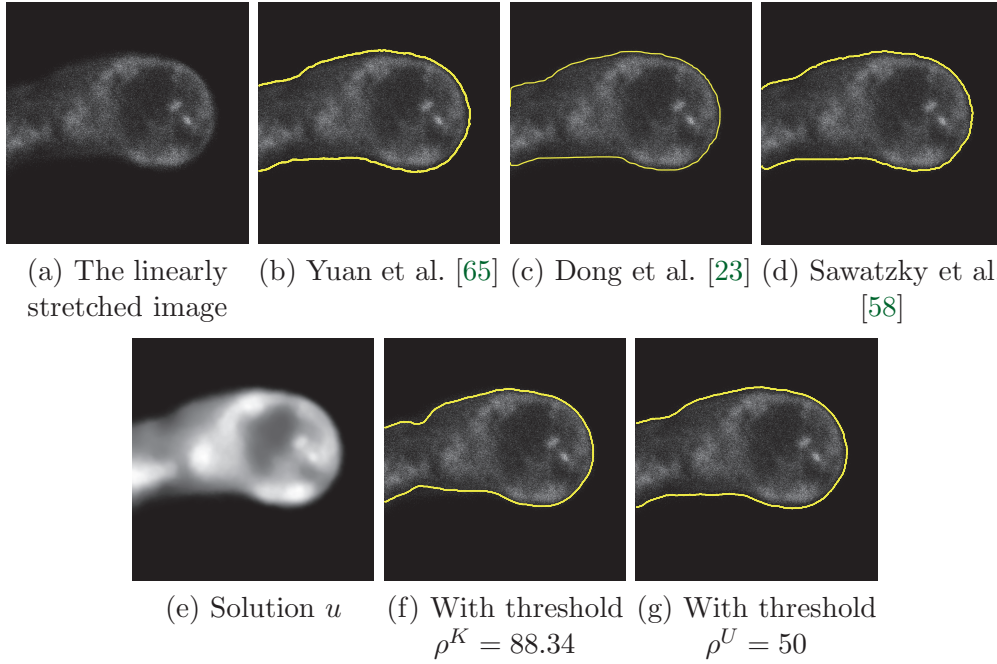 (a) The linearly stretched image
(b) Yuan et al. [65]
(c) Dong et al. [23]
(d) Sawatzky et al [58]
(e) Solution u
(f) With threshold ρ^K = 88.34
(g) With threshold ρ^U = 50